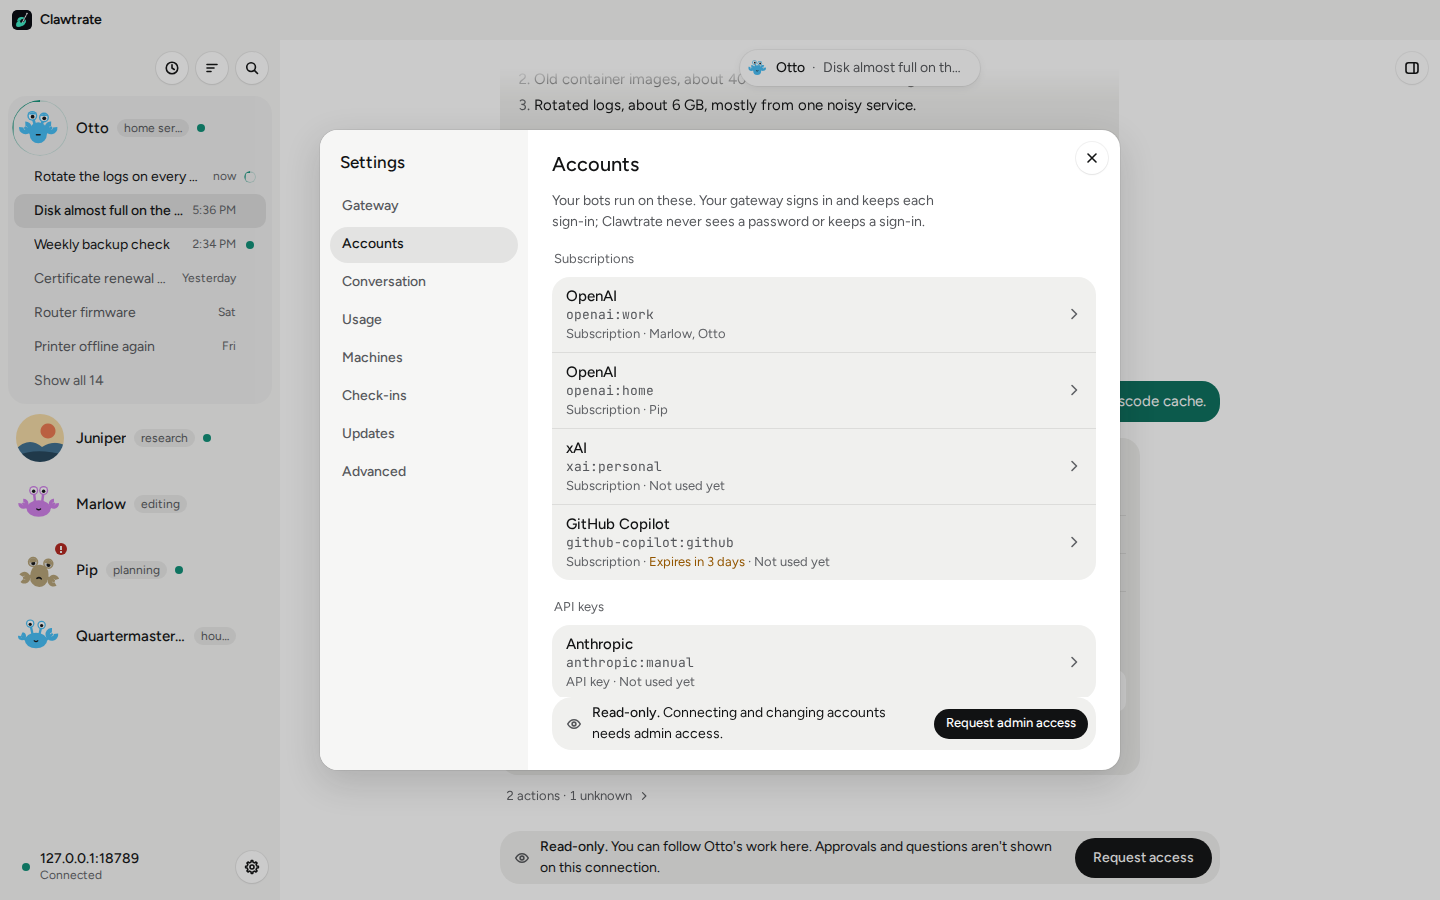 Clawtrate
Otto · Disk almost full on th...
2. Old container images, about 40
3. Rotated logs, about 6 GB, mostly from one noisy service.
Otto home ser...
Rotate the logs on every ... now
Disk almost full on the ... 5:36 PM
Weekly backup check 2:34 PM
Certificate renewal ... Yesterday
Router firmware Sat
Printer offline again Fri
Show all 14
Juniper research
Marlow editing
Pip planning
Quartermaster... hou...
127.0.0.1:18789
Connected
Settings
Gateway
Accounts
Conversation
Usage
Machines
Check-ins
Updates
Advanced
Accounts
Your bots run on these. Your gateway signs in and keeps each
sign-in; Clawtrate never sees a password or keeps a sign-in.
Subscriptions
OpenAI
openai:work
Subscription · Marlow, Otto
OpenAI
openai:home
Subscription · Pip
xAI
xai:personal
Subscription · Not used yet
GitHub Copilot
github-copilot:github
Subscription · Expires in 3 days · Not used yet
API keys
Anthropic
anthropic:manual
API key · Not used yet
Read-only. Connecting and changing accounts
needs admin access.
Request admin access
scode cache.
2 actions · 1 unknown
Read-only. You can follow Otto's work here. Approvals and questions aren't shown
on this connection.
Request access